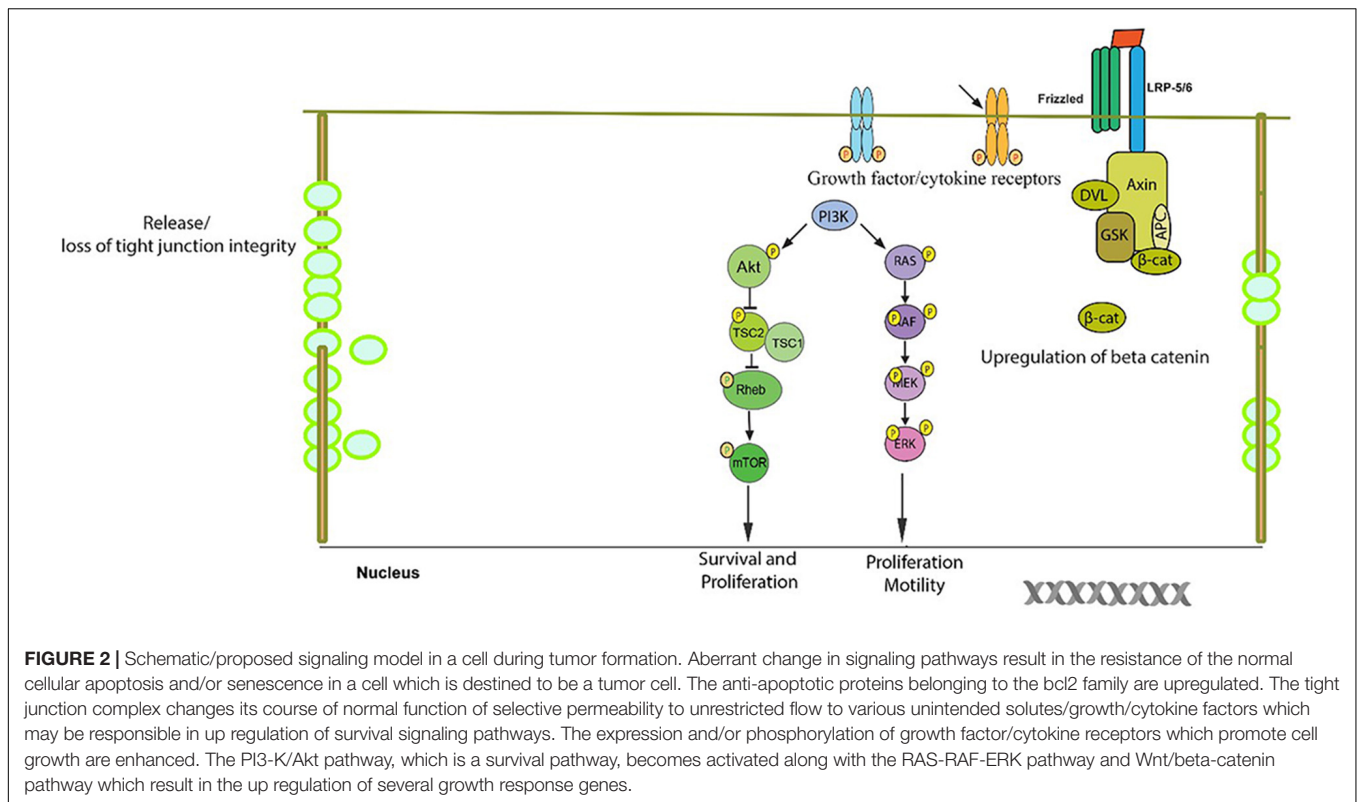 Frizzled
LRP-5/6
P P
P P
Growth factor/cytokine receptors
Axin
DVL
APC
GSK
β-cat
Release/
loss of tight junction integrity
PI3K
P
Akt
RAS
P
P
TSC2
TSC1
P
AF
P
β-cat
Upregulation of beta catenin
P
Rheb
P
MEK
P
P
mTOR
P
ERK
P
Nucleus
Survival and
Proliferation
Proliferation
Motility
FIGURE 2 | Schematic/proposed signaling model in a cell during tumor formation. Aberrant change in signaling pathways result in the resistance of the normal
cellular apoptosis and/or senescence in a cell which is destined to be a tumor cell. The anti-apoptotic proteins belonging to the bcl2 family are upregulated. The tight
junction complex changes its course of normal function of selective permeability to unrestricted flow to various unintended solutes/growth/cytokine factors which
may be responsible in up regulation of survival signaling pathways. The expression and/or phosphorylation of growth factor/cytokine receptors which promote cell
growth are enhanced. The PI3-K/Akt pathway, which is a survival pathway, becomes activated along with the RAS-RAF-ERK pathway and Wnt/beta-catenin
pathway which result in the up regulation of several growth response genes.